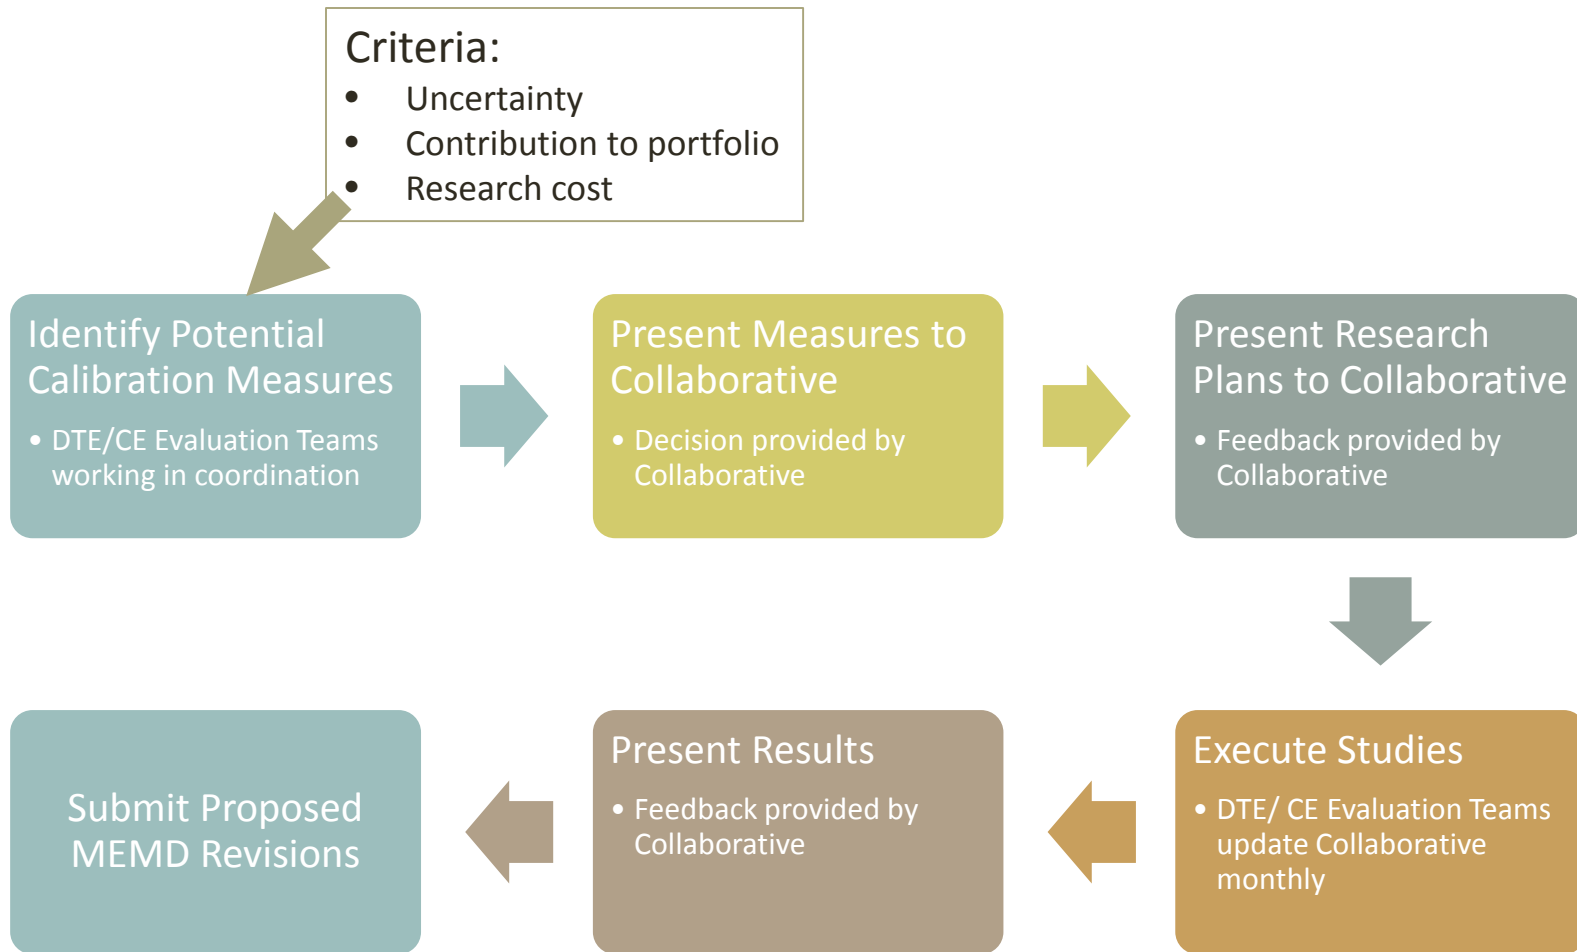 Criteria:
• Uncertainty
• Contribution to portfolio
• Research cost
Identify Potential
Calibration Measures
• DTE/CE Evaluation Teams
working in coordination
Present Measures to
Collaborative
• Decision provided by
Collaborative
Present Research
Plans to Collaborative
• Feedback provided by
Collaborative
Execute Studies
• DTE/ CE Evaluation Teams
update Collaborative
monthly
Present Results
• Feedback provided by
Collaborative
Submit Proposed
MEMD Revisions